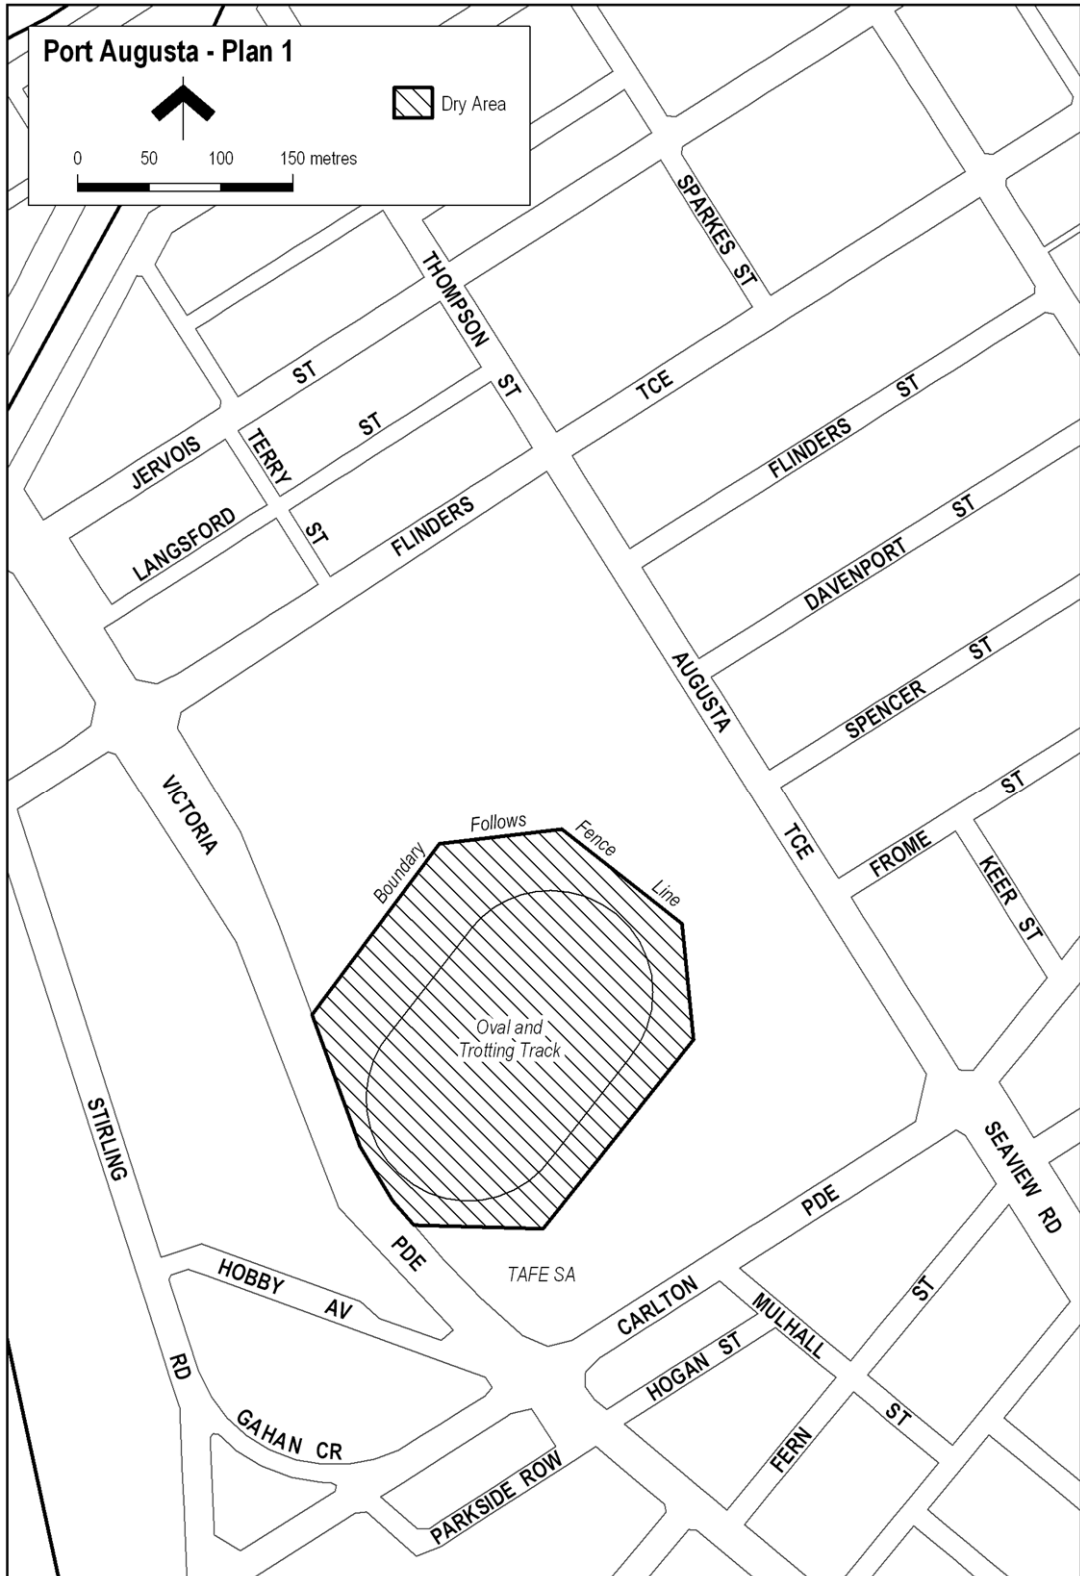 Port Augusta - Plan 1
Dry Area
0 50 100 150 metres
SPARKES ST
THOMPSON ST
JERVOIS ST
TERRY ST
LANGSFORD ST
FLINDERS TCE
FLINDERS ST
DAVENPORT ST
AUGUSTA TCE
SPENCER ST
VICTORIA PDE
FROME ST
KEER ST
Boundary Follows Fence Line
Oval and
Trotting Track
STIRLING RD
SEAVIEW RD
TAFE SA
CARLTON PDE
HOBBY AV
MULHALL ST
HOGAN ST
FERN ST
GAHAN CR
PARKSIDE ROW